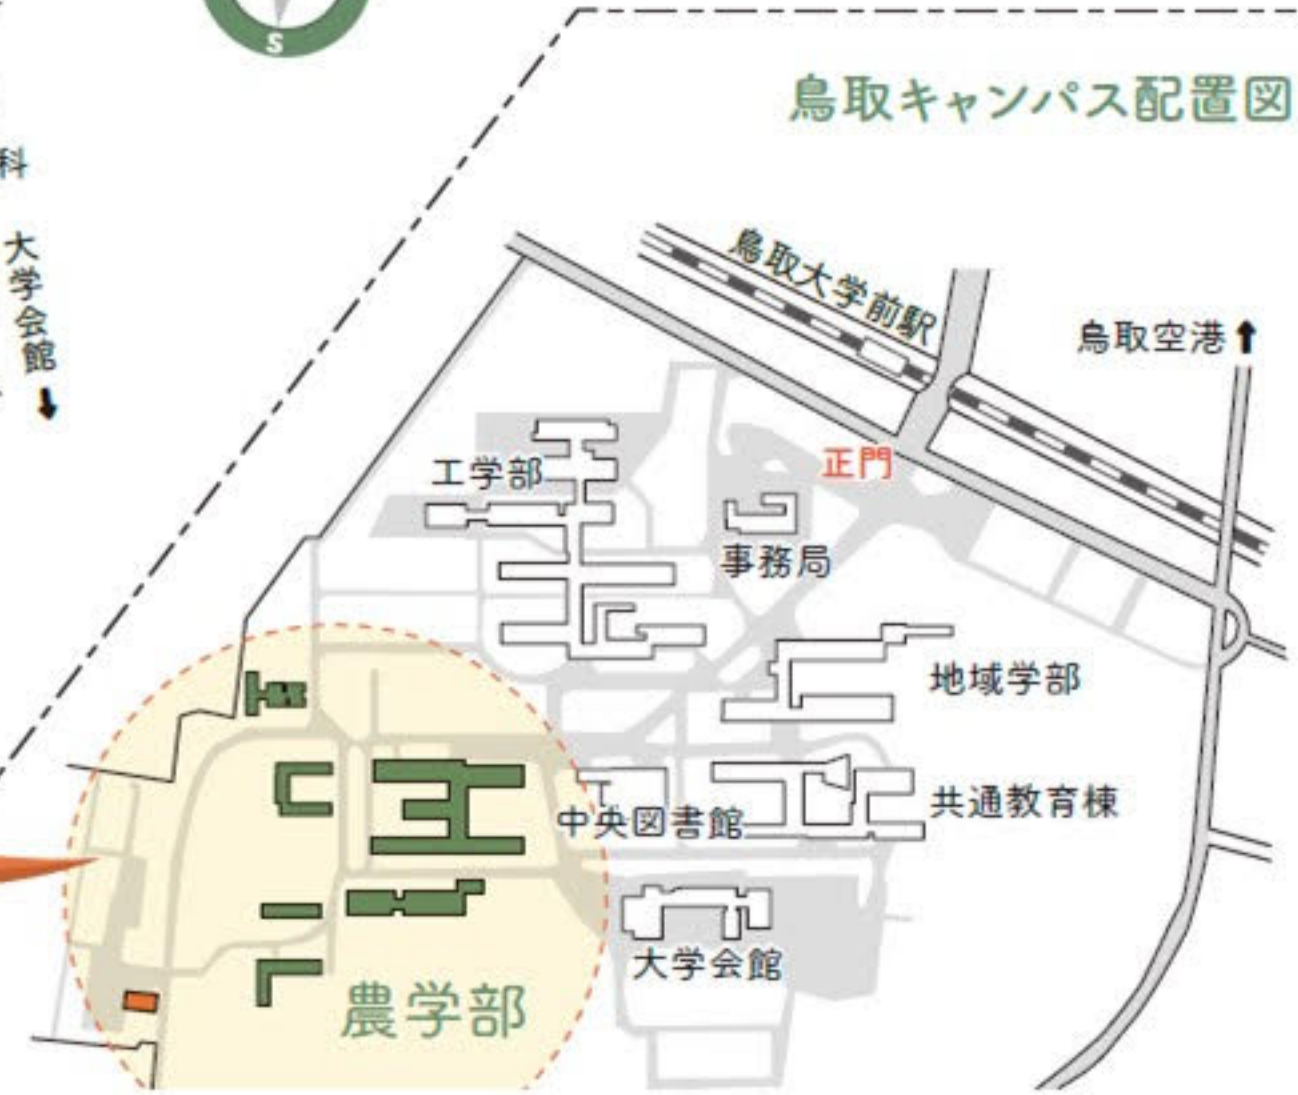 S
鳥取キャンパス配置図
科
大学会館
鳥取大学前駅
鳥取空港
工学部
正門
事務局
地域学部
中央図書館
共通教育棟
大学会館
農学部